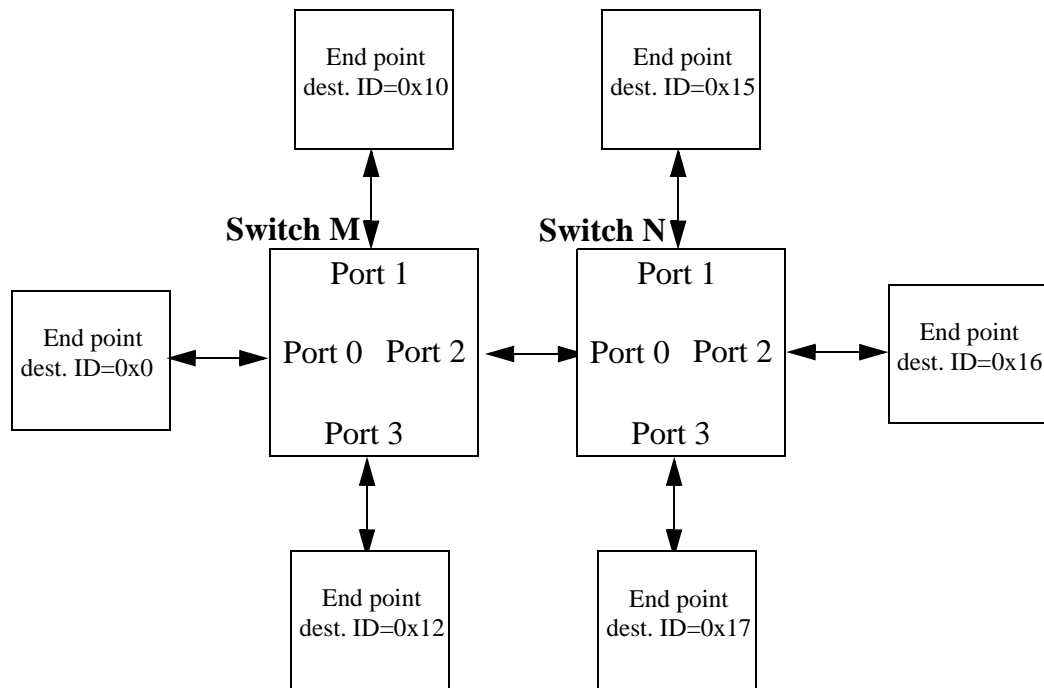 End point
dest. ID=0x10
End point
dest. ID=0x15
Switch M
Switch N
Port 1
Port 1
End point
dest. ID=0x0
Port 0
Port 2
Port 0
Port 2
End point
dest. ID=0x16
Port 3
Port 3
End point
dest. ID=0x12
End point
dest. ID=0x17